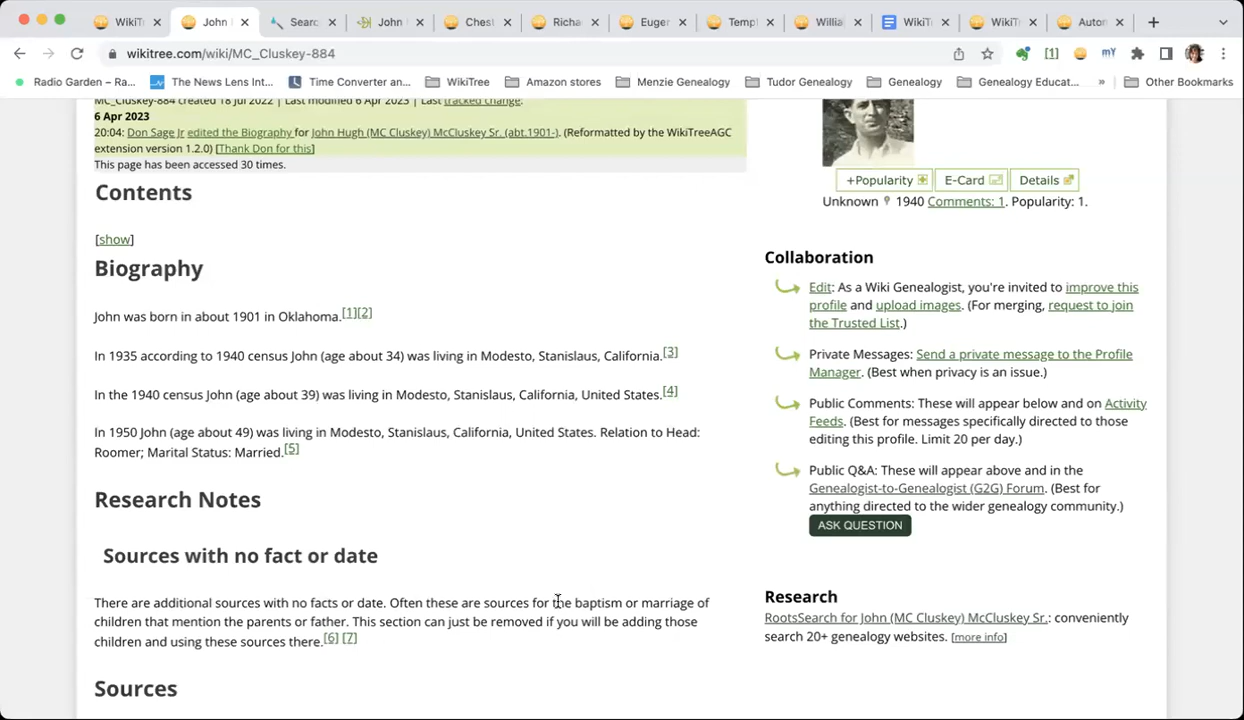 WikiT
John
Searc
John
Chest
Richa
Euger
Templ
Willia
WikiT
WikiT
Auton
wikitree.com/wiki/MC_Cluskey-884
[1]
mY
Radio Garden – Ra...
The News Lens Int...
Time Converter an...
WikiTree
Amazon stores
Menzie Genealogy
Tudor Genealogy
Genealogy
Genealogy Educat...
»
Other Bookmarks
MC_Cluskey-884 created 18 Jul 2022 | Last modified 6 Apr 2023 | Last tracked change:
6 Apr 2023
20:04: Don Sage Jr edited the Biography for John Hugh (MC Cluskey) McCluskey Sr. (abt.1901-). (Reformatted by the WikiTreeAGC
extension version 1.2.0) [Thank Don for this]
This page has been accessed 30 times.
Contents
[show]
Biography
John was born in about 1901 in Oklahoma.[1][2]
In 1935 according to 1940 census John (age about 34) was living in Modesto, Stanislaus, California.[3]
In the 1940 census John (age about 39) was living in Modesto, Stanislaus, California, United States.[4]
In 1950 John (age about 49) was living in Modesto, Stanislaus, California, United States. Relation to Head:
Roomer; Marital Status: Married.[5]
Research Notes
Sources with no fact or date
There are additional sources with no facts or date. Often these are sources for the baptism or marriage of
children that mention the parents or father. This section can just be removed if you will be adding those
children and using these sources there.[6] [7]
Sources
+Popularity
E-Card
Details
Unknown 1940 Comments: 1. Popularity: 1.
Collaboration
Edit: As a Wiki Genealogist, you're invited to improve this
profile and upload images. (For merging, request to join
the Trusted List.)
Private Messages: Send a private message to the Profile
Manager. (Best when privacy is an issue.)
Public Comments: These will appear below and on Activity
Feeds. (Best for messages specifically directed to those
editing this profile. Limit 20 per day.)
Public Q&A: These will appear above and in the
Genealogist-to-Genealogist (G2G) Forum. (Best for
anything directed to the wider genealogy community.)
ASK QUESTION
Research
RootsSearch for John (MC Cluskey) McCluskey Sr.: conveniently
search 20+ genealogy websites. [more info]